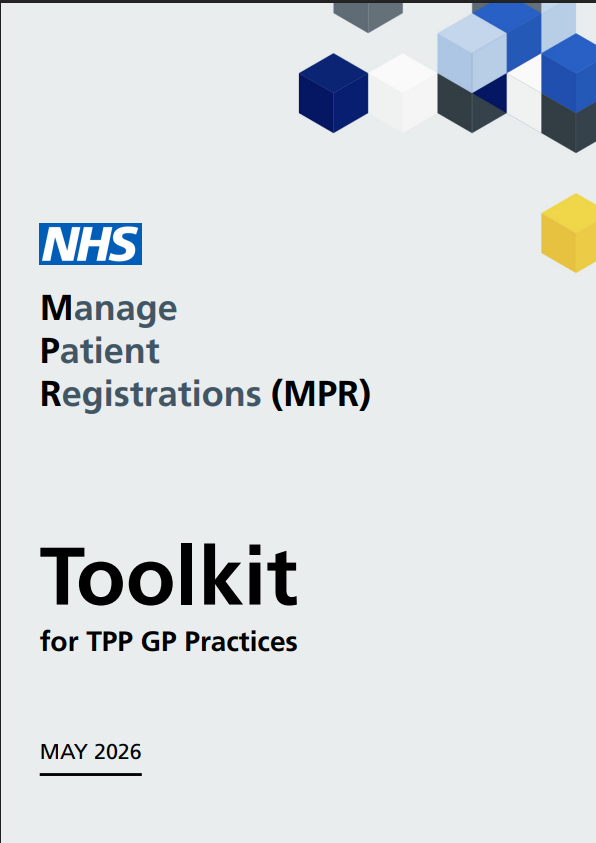 NHS
Manage
Patient
Registrations (MPR)
Toolkit
for TPP GP Practices
MAY 2026